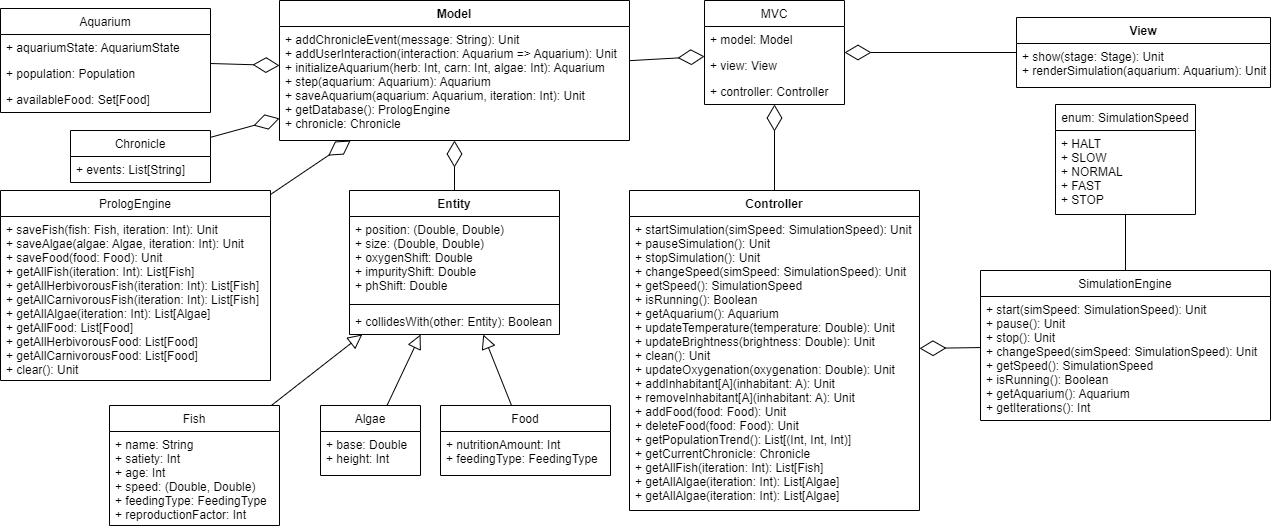 Aquarium
+ aquariumState: AquariumState
+ population: Population
+ availableFood: Set[Food]
Model
+ addChronicleEvent(message: String): Unit
+ addUserInteraction(interaction: Aquarium => Aquarium): Unit
+ initializeAquarium(herb: Int, carn: Int, algae: Int): Aquarium
+ step(aquarium: Aquarium): Aquarium
+ saveAquarium(aquarium: Aquarium, iteration: Int): Unit
+ getDatabase(): PrologEngine
+ chronicle: Chronicle
MVC
+ model: Model
+ view: View
+ controller: Controller
View
+ show(stage: Stage): Unit
+ renderSimulation(aquarium: Aquarium): Unit
Chronicle
+ events: List[String]
enum: SimulationSpeed
+ HALT
+ SLOW
+ NORMAL
+ FAST
+ STOP
PrologEngine
+ saveFish(fish: Fish, iteration: Int): Unit
+ saveAlgae(algae: Algae, iteration: Int): Unit
+ saveFood(food: Food): Unit
+ getAllFish(iteration: Int): List[Fish]
+ getAllHerbivorousFish(iteration: Int): List[Fish]
+ getAllCarnivorousFish(iteration: Int): List[Fish]
+ getAllAlgae(iteration: Int): List[Algae]
+ getAllFood: List[Food]
+ getAllHerbivorousFood: List[Food]
+ getAllCarnivorousFood: List[Food]
+ clear(): Unit
Entity
+ position: (Double, Double)
+ size: (Double, Double)
+ oxygenShift: Double
+ impurityShift: Double
+ phShift: Double
+ collidesWith(other: Entity): Boolean
Controller
+ startSimulation(simSpeed: SimulationSpeed): Unit
+ pauseSimulation(): Unit
+ stopSimulation(): Unit
+ changeSpeed(simSpeed: SimulationSpeed): Unit
+ getSpeed(): SimulationSpeed
+ isRunning(): Boolean
+ getAquarium(): Aquarium
+ updateTemperature(temperature: Double): Unit
+ updateBrightness(brightness: Double): Unit
+ clean(): Unit
+ updateOxygenation(oxygenation: Double): Unit
+ addInhabitant[A](inhabitant: A): Unit
+ removeInhabitant[A](inhabitant: A): Unit
+ addFood(food: Food): Unit
+ deleteFood(food: Food): Unit
+ getPopulationTrend(): List[(Int, Int, Int)]
+ getCurrentChronicle: Chronicle
+ getAllFish(iteration: Int): List[Fish]
+ getAllAlgae(iteration: Int): List[Algae]
+ getAllAlgae(iteration: Int): List[Algae]
SimulationEngine
+ start(simSpeed: SimulationSpeed): Unit
+ pause(): Unit
+ stop(): Unit
+ changeSpeed(simSpeed: SimulationSpeed): Unit
+ getSpeed(): SimulationSpeed
+ isRunning(): Boolean
+ getAquarium(): Aquarium
+ getIterations(): Int
Fish
+ name: String
+ satiety: Int
+ age: Int
+ speed: (Double, Double)
+ feedingType: FeedingType
+ reproductionFactor: Int
Algae
+ base: Double
+ height: Int
Food
+ nutritionAmount: Int
+ feedingType: FeedingType